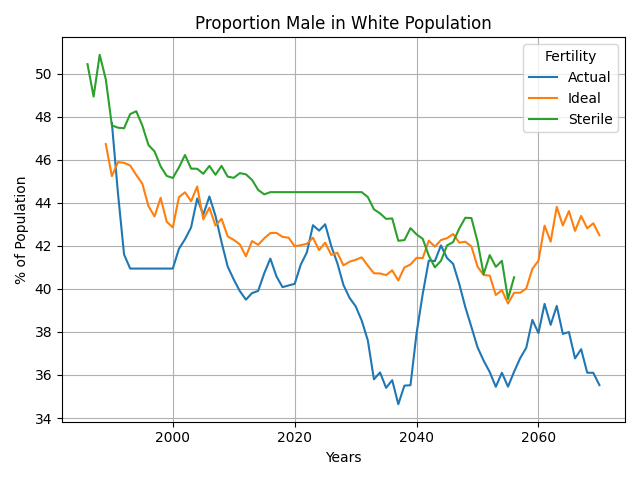 Proportion Male in White Population
% of Population
50
48
46
44
42
40
38
36
34
2000
2020
2040
2060
Years
Fertility
Actual
Ideal
Sterile